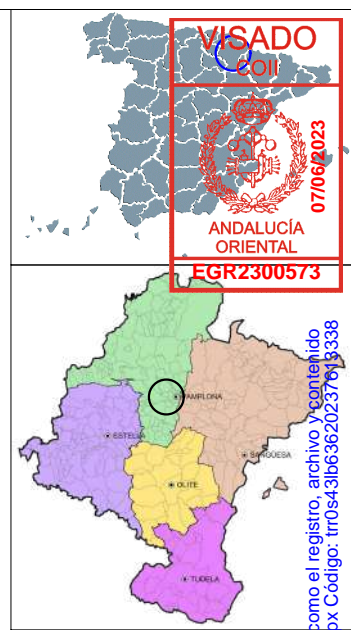 VISADO
COII
07/06/2023
ANDALUCÍA
ORIENTAL
EGR2300573
PAMPLONA
ESTELLA
SANGÜESA
OLITE
TUDELA
como el registro, archivo y contenido
ox Código: